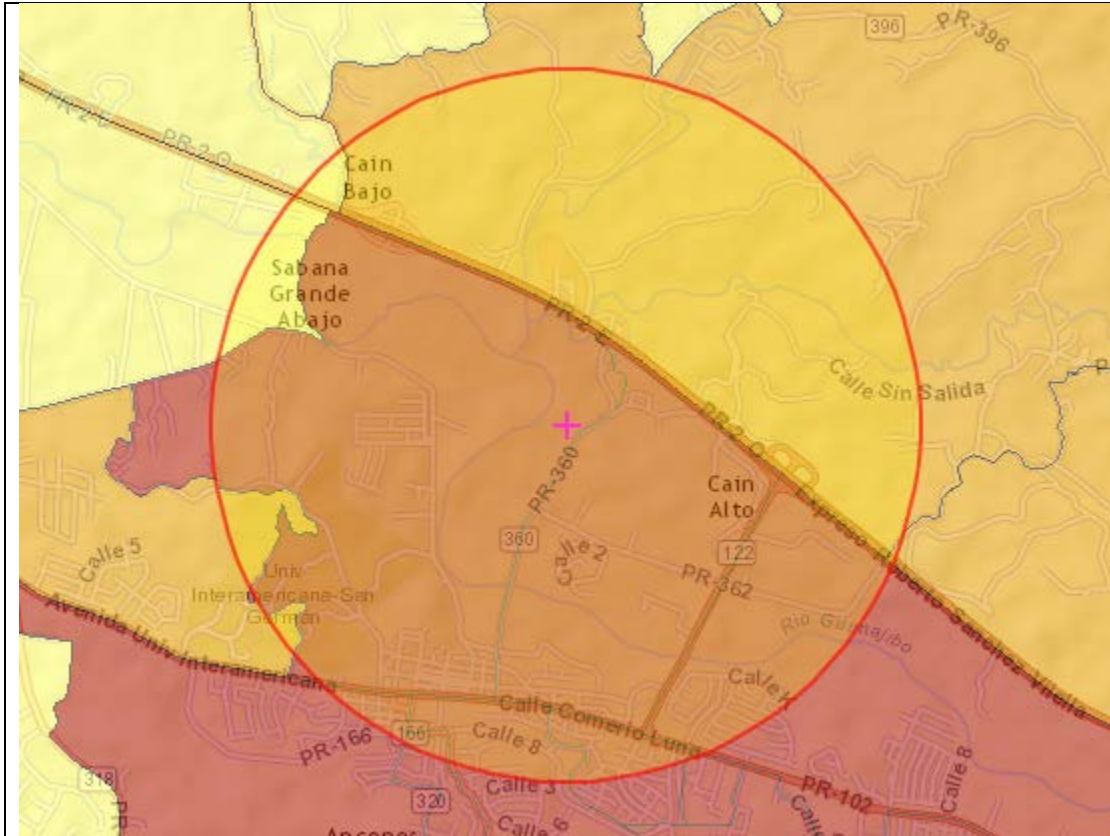 396
PR-396
PR-2 O
PR-2 O
Cain
Bajo
Sabana
Grande
Abajo
PR-2 E
Calle Sin Salida
P
PR-2 O
Cain
Alto
PR-360
360
Calle 2
122
PR-362
Expreso Roberto Sanchez Vilella
Calle 5
Univ
Interamericana-San
German
Rio Guanajibo
Avenida Univ Interamericana
Calle K
Calle Comerio Luna
166
Calle 8
PR-166
318
PR
320
Calle 3
Calle 6
PR-102
Calle 8